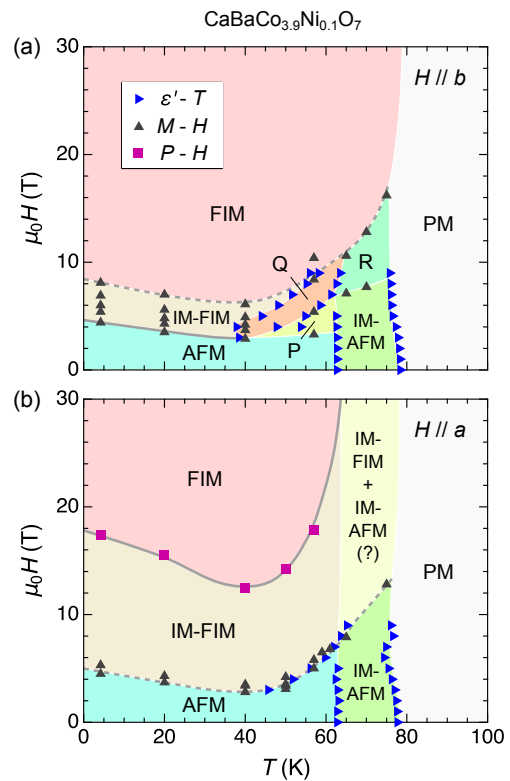 CaBaCo3.9Ni0.1O7
(a)
30
20
10
0
μ0H (T)
ε' - T
M - H
P - H
H // b
FIM
PM
Q
R
IM-FIM
P
IM-
AFM
AFM
(b)
30
20
10
0
μ0H (T)
H // a
FIM
IM-
FIM
+
IM-
AFM
(?)
PM
IM-FIM
IM-
AFM
AFM
0
20
40
60
80
100
T (K)